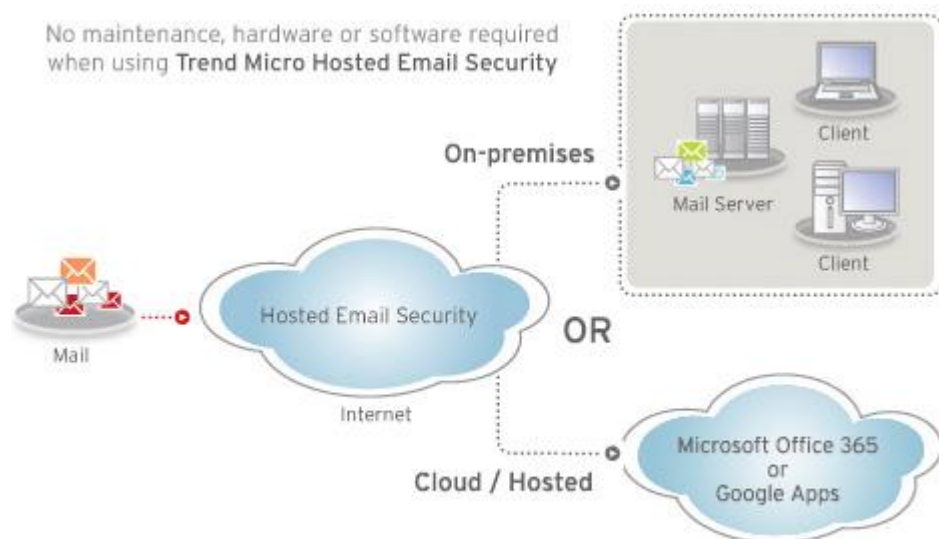 No maintenance, hardware or software required
when using Trend Micro Hosted Email Security
Client
On-premises
Mail Server
Client
Hosted Email Security
OR
Mail
Internet
Microsoft Office 365
or
Google Apps
Cloud / Hosted